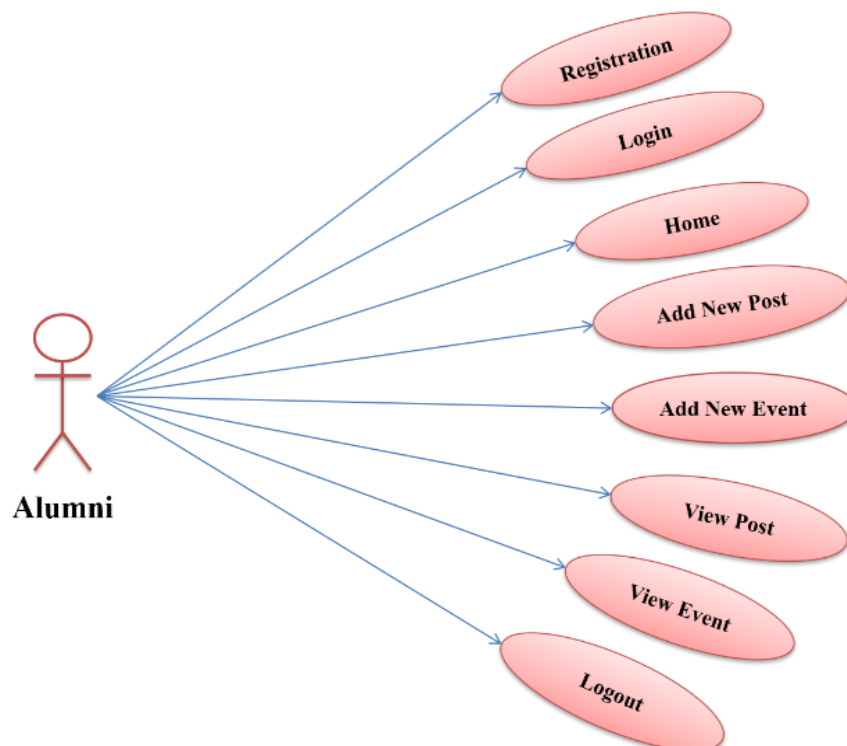 Registration
Login
Home
Add New Post
Add New Event
View Post
View Event
Logout
Alumni